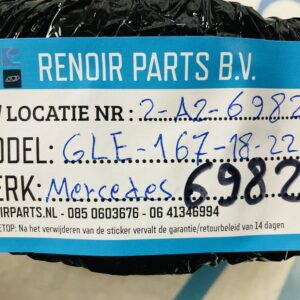 RENOIR PARTS B.V.
LOCATIE NR : 2-A2-6982
ODEL: GLE-167-18-22
ERK: Mercedes 6982
IRPARTS.NL - 085 0603676 - 06 41346994
ETOP: Na het verwijderen van de sticker vervalt de garantie/retourbeleid van 14 dagen